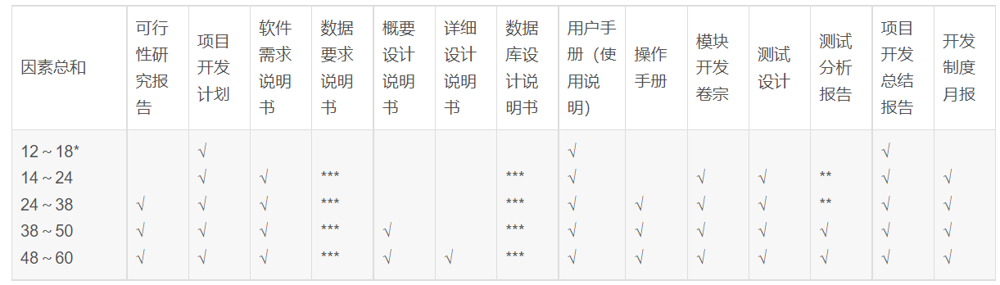 因素总和 可行性研究报告 项目开发计划 软件需求说明书 数据要求说明书 概要设计说明书 详细设计说明书 数据库设计说明书 用户手册（使用说明） 操作手册 模块开发卷宗 测试设计 测试分析报告 项目开发总结报告 开发制度月报
12～18* √ √ √
14～24 √ √ *** *** √ √ √ ** √ √
24～38 √ √ √ *** *** √ √ √ √ ** √ √
38～50 √ √ √ *** √ *** √ √ √ √ √ √ √
48～60 √ √ √ *** √ √ *** √ √ √ √ √ √ √